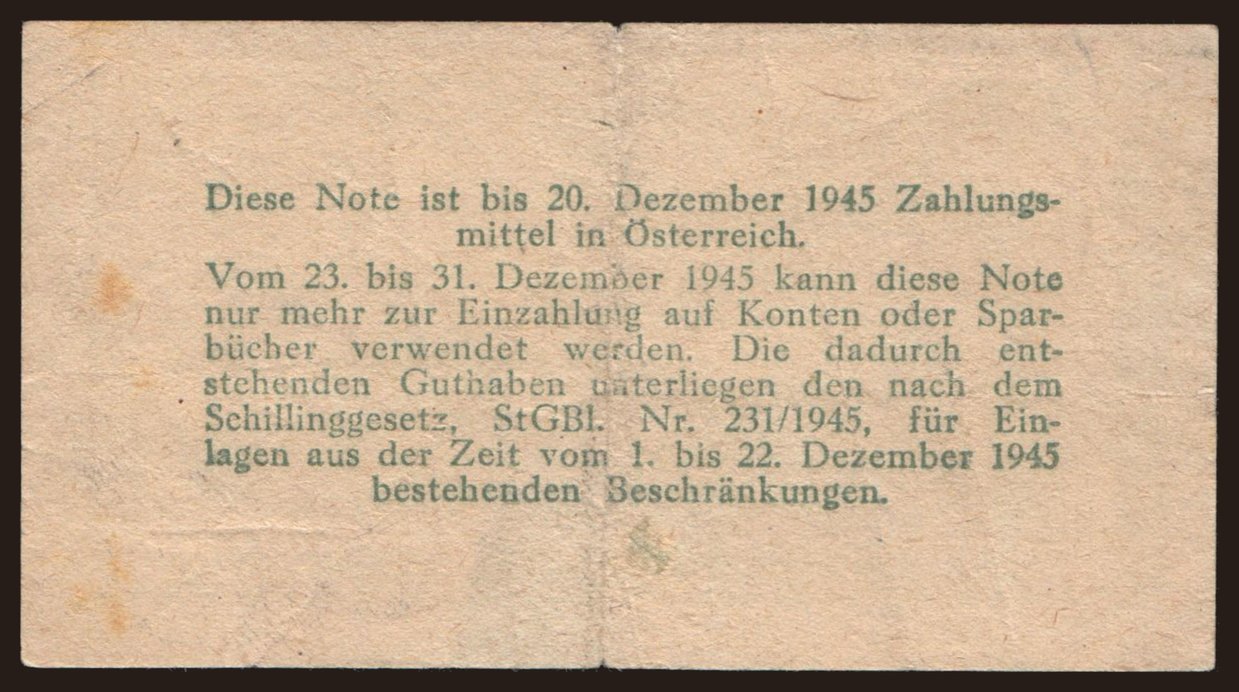 Diese Note ist bis 20. Dezember 1945 Zahlungs-
mittel in Österreich.
Vom 23. bis 31. Dezember 1945 kann diese Note
nur mehr zur Einzahlung auf Konten oder Spar-
bücher verwendet werden. Die dadurch ent-
stehenden Guthaben unterliegen den nach dem
Schillinggesetz, StGBl. Nr. 231/1945, für Ein-
lagen aus der Zeit vom 1. bis 22. Dezember 1945
bestehenden Beschränkungen.